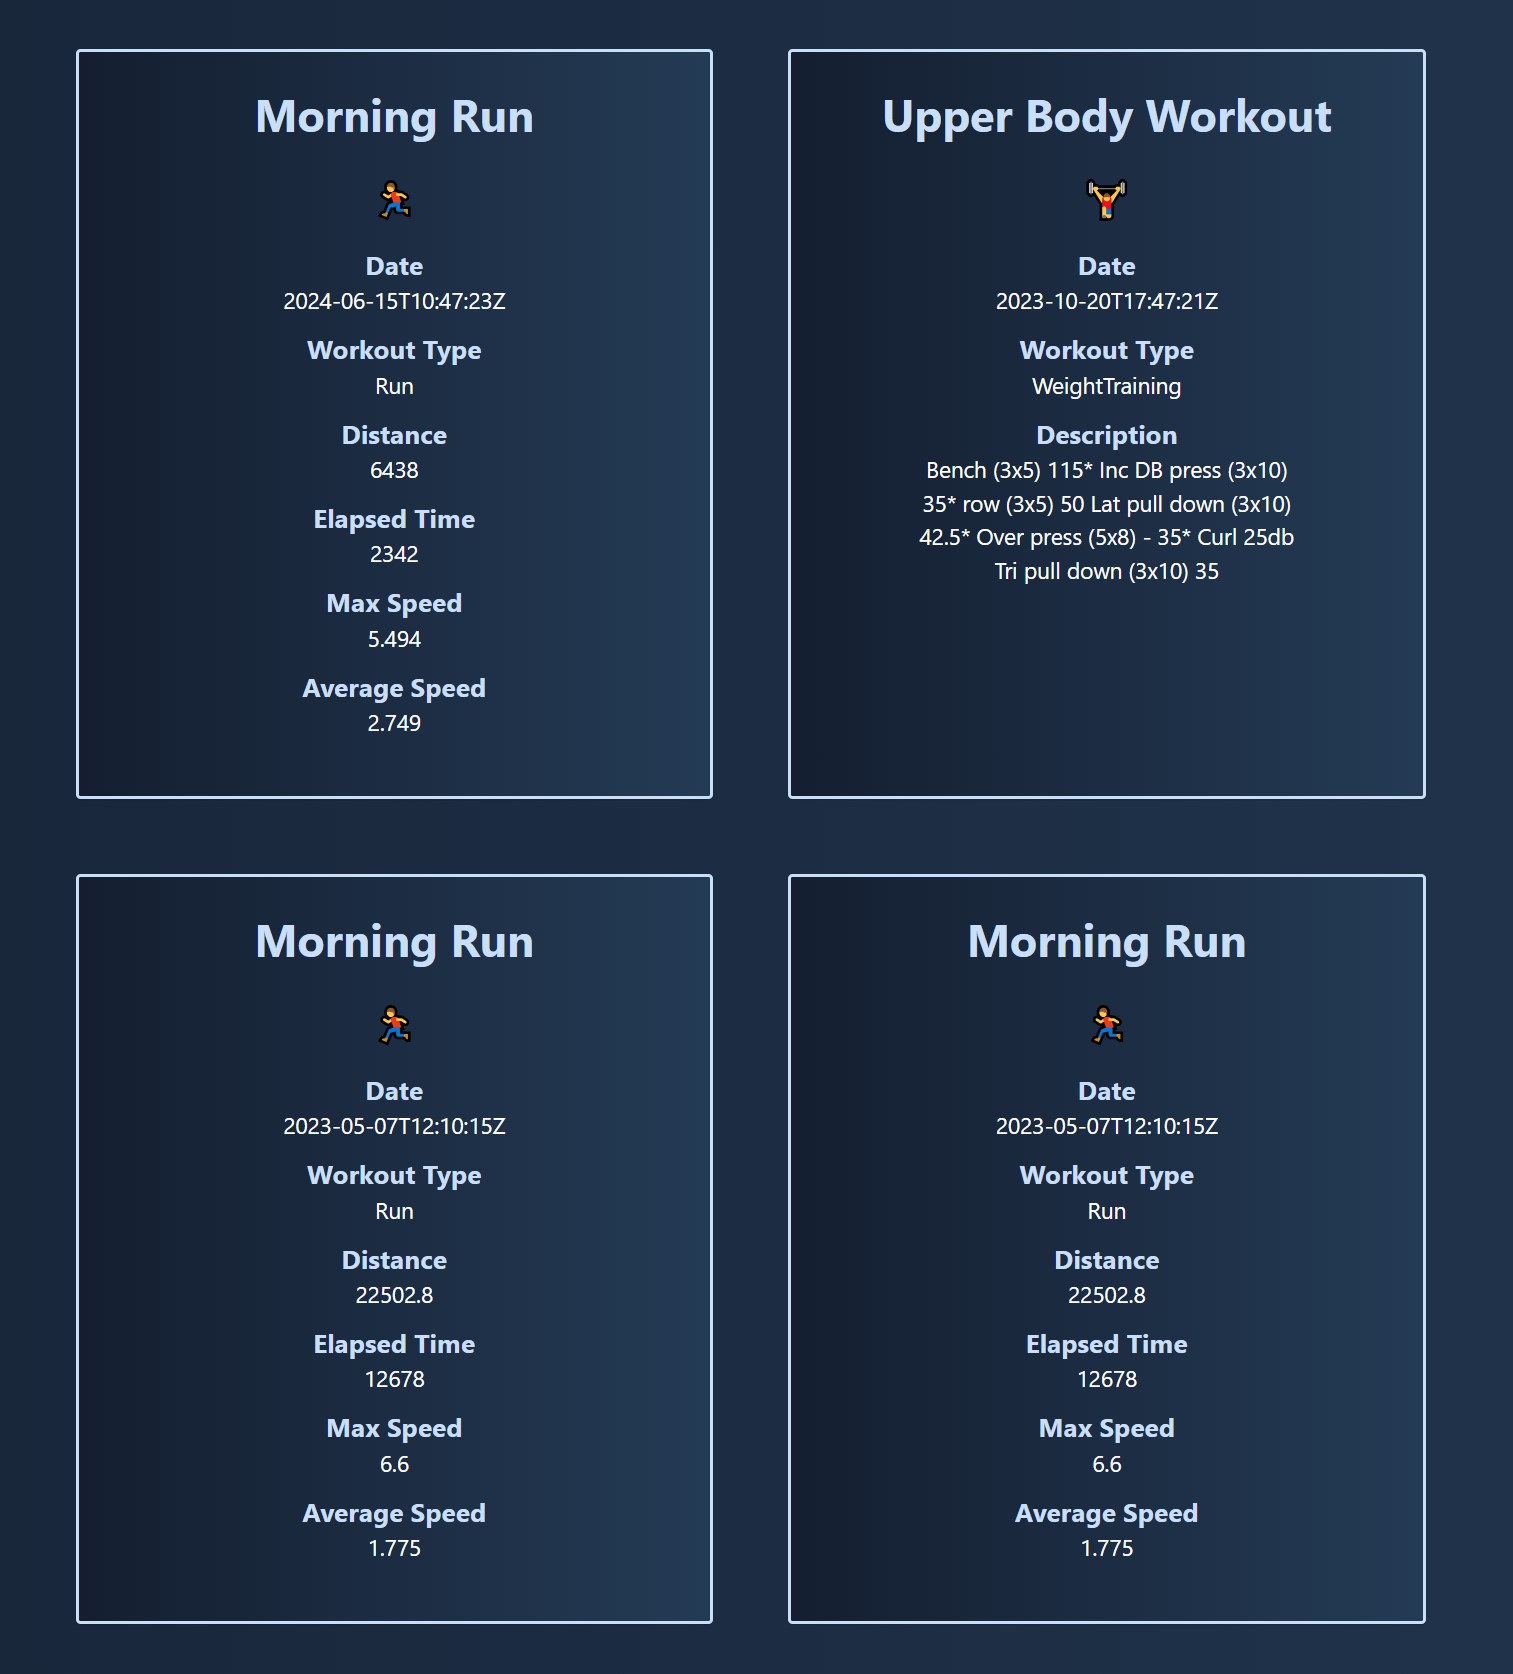 Morning Run
Date
2024-06-15T10:47:23Z
Workout Type
Run
Distance
6438
Elapsed Time
2342
Max Speed
5.494
Average Speed
2.749
Upper Body Workout
Date
2023-10-20T17:47:21Z
Workout Type
WeightTraining
Description
Bench (3x5) 115* Inc DB press (3x10)
35* row (3x5) 50 Lat pull down (3x10)
42.5* Over press (5x8) - 35* Curl 25db
Tri pull down (3x10) 35
Morning Run
Date
2023-05-07T12:10:15Z
Workout Type
Run
Distance
22502.8
Elapsed Time
12678
Max Speed
6.6
Average Speed
1.775
Morning Run
Date
2023-05-07T12:10:15Z
Workout Type
Run
Distance
22502.8
Elapsed Time
12678
Max Speed
6.6
Average Speed
1.775